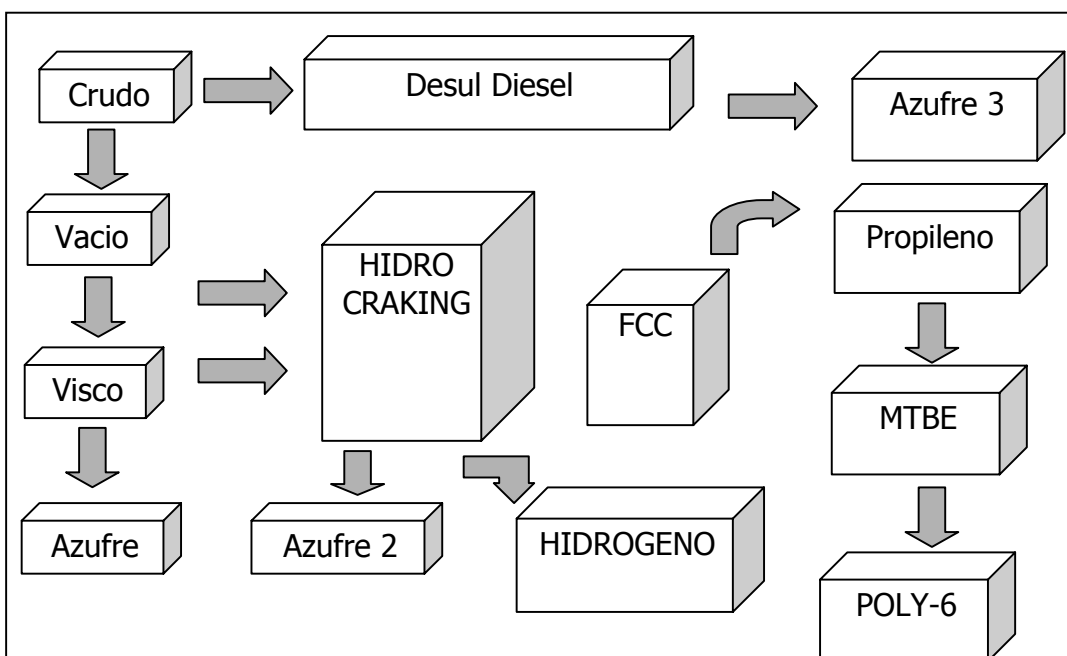 Crudo
Desul Diesel
Azufre 3
Vacio
HIDRO
CRAKING
FCC
Propileno
Visco
MTBE
Azufre
Azufre 2
HIDROGENO
POLY-6